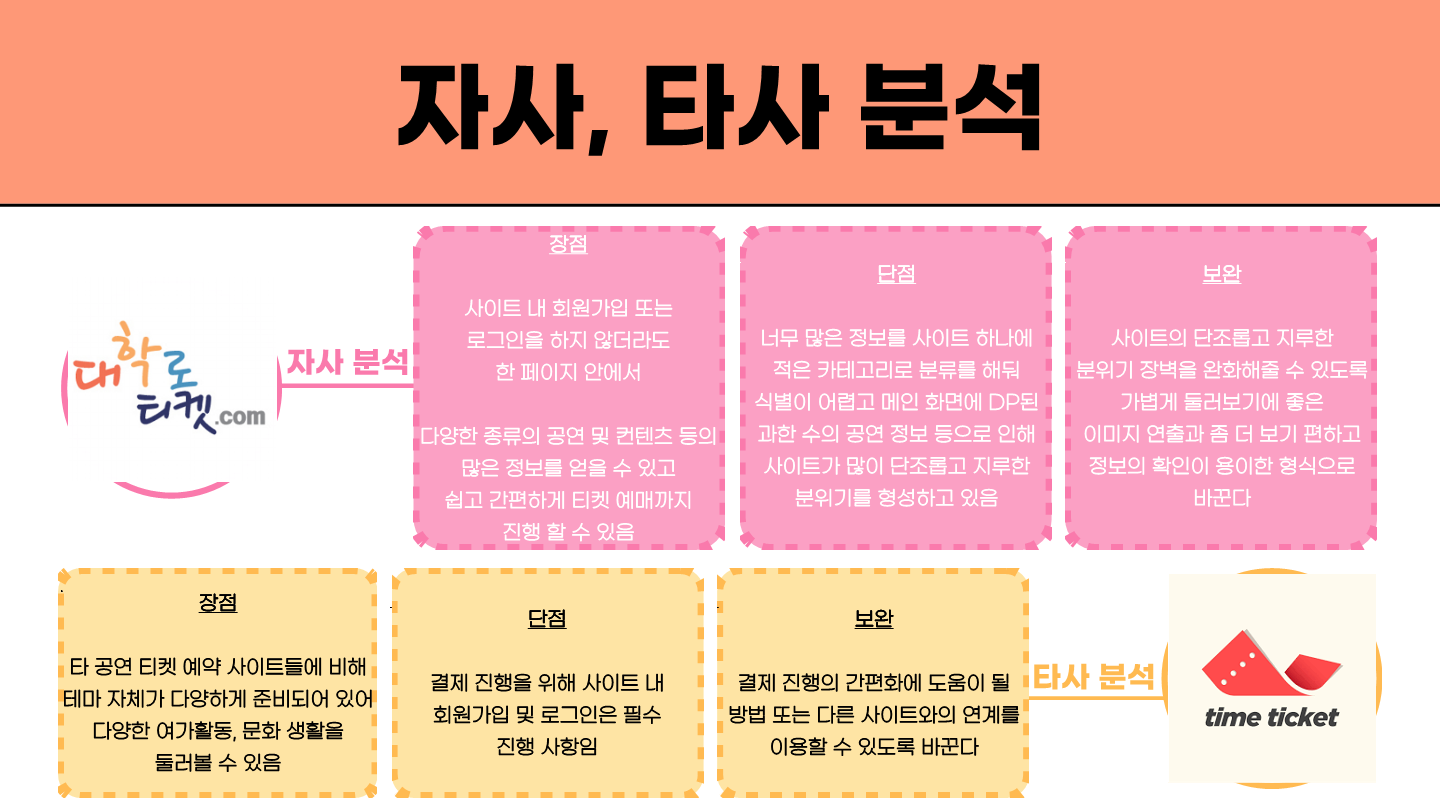 자사, 타사 분석
대학로
티켓.com
자사 분석
장점
사이트 내 회원가입 또는
로그인을 하지 않더라도
한 페이지 안에서
다양한 종류의 공연 및 컨텐츠 등의
많은 정보를 얻을 수 있고
쉽고 간편하게 티켓 예매까지
진행 할 수 있음
단점
너무 많은 정보를 사이트 하나에
적은 카테고리로 분류를 해둬
식별이 어렵고 메인 화면에 DP된
과한 수의 공연 정보 등으로 인해
사이트가 많이 단조롭고 지루한
분위기를 형성하고 있음
보완
사이트의 단조롭고 지루한
분위기 장벽을 완화해줄 수 있도록
가볍게 둘러보기에 좋은
이미지 연출과 좀 더 보기 편하고
정보의 확인이 용이한 형식으로
바꾼다
장점
타 공연 티켓 예약 사이트들에 비해
테마 자체가 다양하게 준비되어 있어
다양한 여가활동, 문화 생활을
둘러볼 수 있음
단점
결제 진행을 위해 사이트 내
회원가입 및 로그인은 필수
진행 사항임
보완
결제 진행의 간편화에 도움이 될
방법 또는 다른 사이트와의 연계를
이용할 수 있도록 바꾼다
타사 분석
time ticket